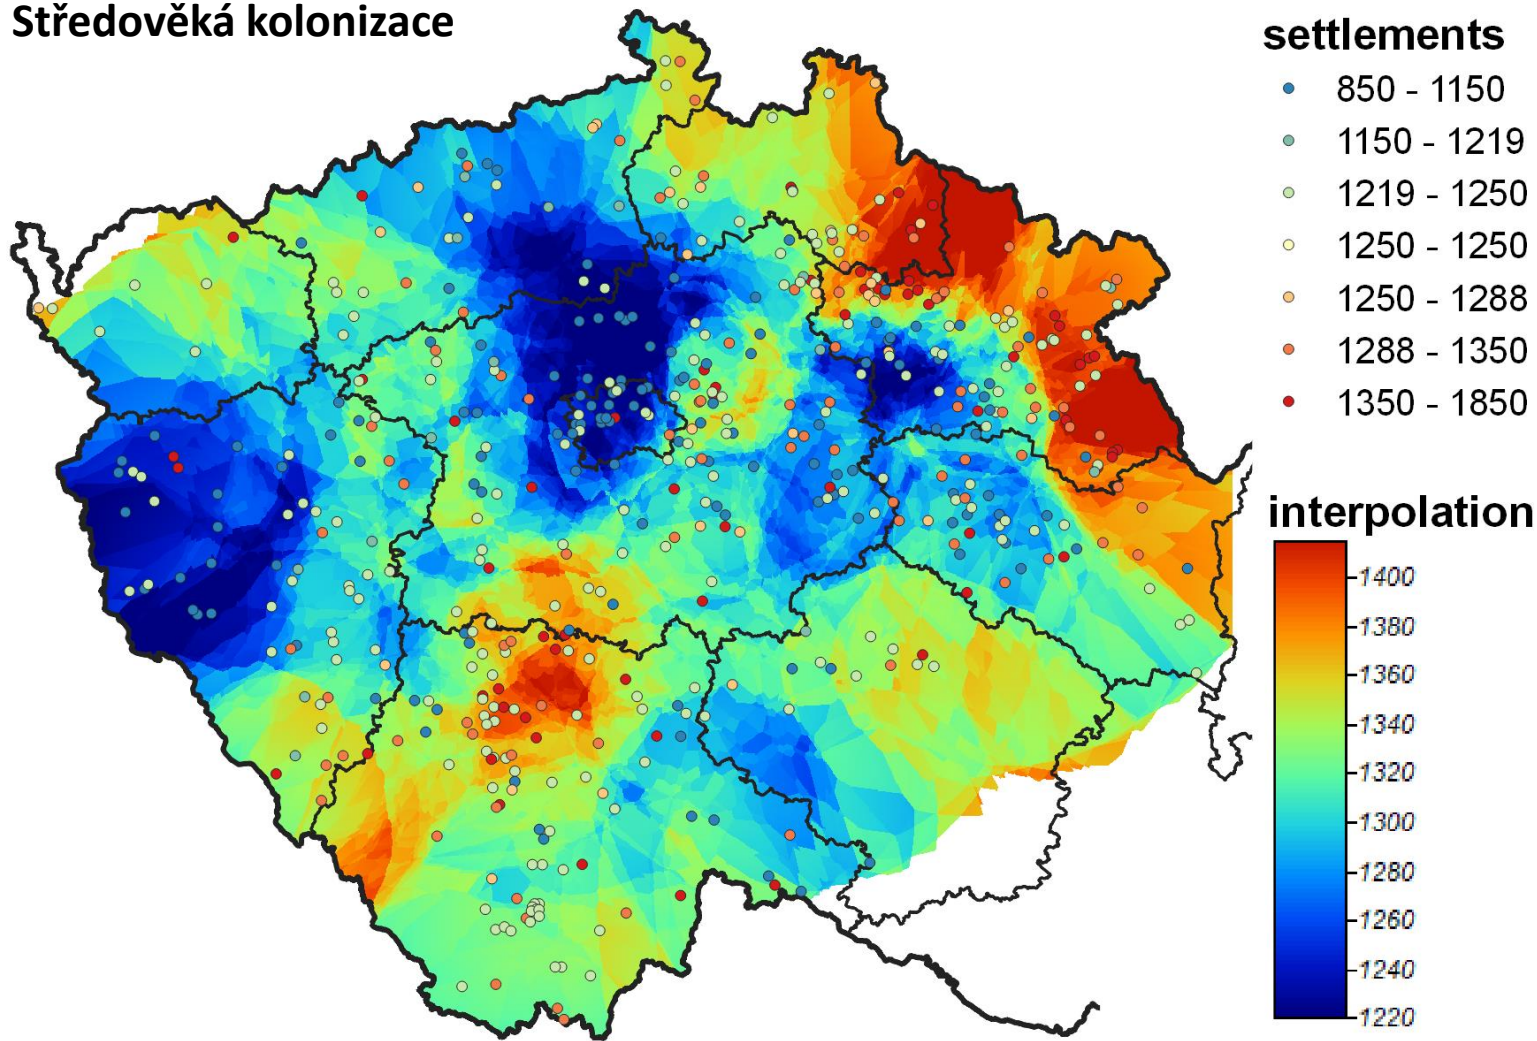 Středověká kolonizace
settlements
850 - 1150
1150 - 1219
1219 - 1250
1250 - 1250
1250 - 1288
1288 - 1350
1350 - 1850
interpolation
1400
1380
1360
1340
1320
1300
1280
1260
1240
1220